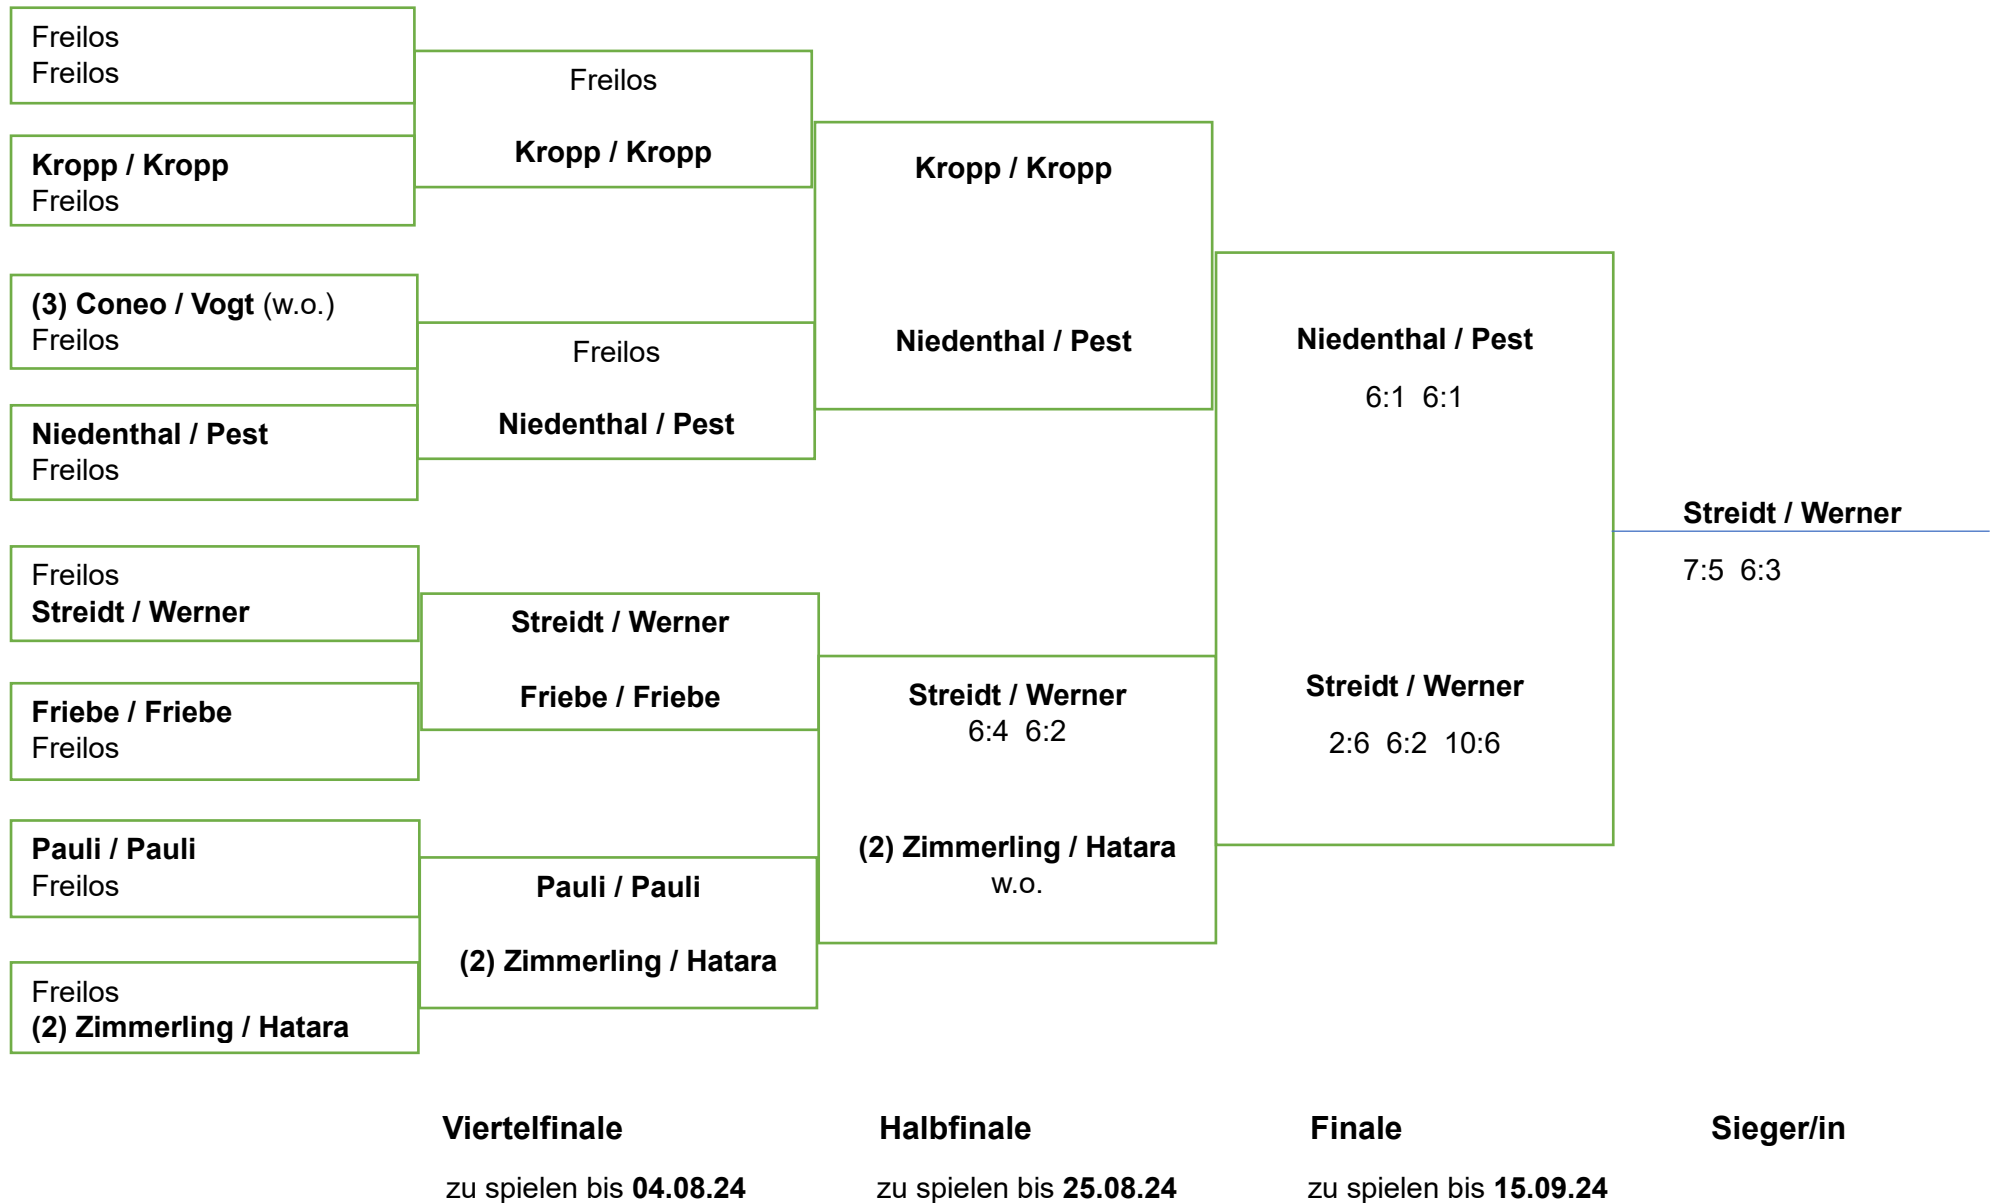 Freilos
Freilos
Kropp / Kropp
Freilos
(3) Coneo / Vogt (w.o.)
Freilos
Niedenthal / Pest
Freilos
Freilos
Streidt / Werner
Friebe / Friebe
Freilos
Pauli / Pauli
Freilos
Freilos
(2) Zimmerling / Hatara
Freilos
Kropp / Kropp
Freilos
Niedenthal / Pest
Streidt / Werner
Friebe / Friebe
Pauli / Pauli
(2) Zimmerling / Hatara
Kropp / Kropp
Niedenthal / Pest
Streidt / Werner
6:4 6:2
(2) Zimmerling / Hatara
w.o.
Niedenthal / Pest
6:1 6:1
Streidt / Werner
2:6 6:2 10:6
Streidt / Werner
7:5 6:3
Viertelfinale
zu spielen bis 04.08.24
Halbfinale
zu spielen bis 25.08.24
Finale
zu spielen bis 15.09.24
Sieger/in